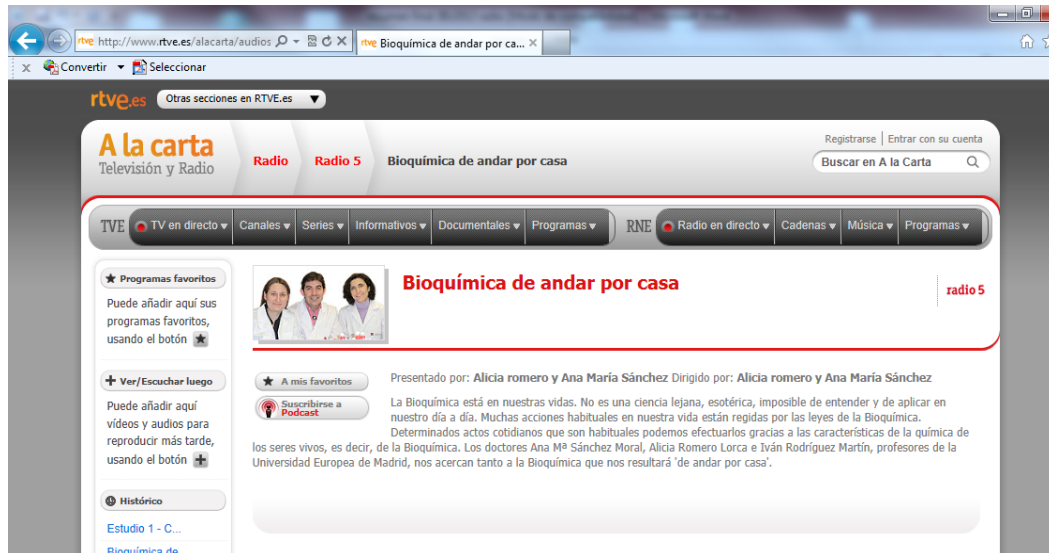 rtve http://www.rtve.es/alacarta/audios
rtve Bioquímica de andar por ca...
x Convertir Seleccionar
rtve.es Otras secciones en RTVE.es
A la carta
Televisión y Radio
Radio Radio 5 Bioquímica de andar por casa
Registrarse | Entrar con su cuenta
Buscar en A la Carta
TVE TV en directo Canales Series Informativos Documentales Programas RNE Radio en directo Cadenas Música Programas
Programas favoritos
Puede añadir aquí sus
programas favoritos,
usando el botón
Ver/Escuchar luego
Puede añadir aquí
vídeos y audios para
reproducir más tarde,
usando el botón
Histórico
Estudio 1 - C...
Bioquímica de
Bioquímica de andar por casa
radio 5
A mis favoritos
Suscribirse a
Podcast
Presentado por: Alicia romero y Ana María Sánchez Dirigido por: Alicia romero y Ana María Sánchez
La Bioquímica está en nuestras vidas. No es una ciencia lejana, esotérica, imposible de entender y de aplicar en
nuestro día a día. Muchas acciones habituales en nuestra vida están regidas por las leyes de la Bioquímica.
Determinados actos cotidianos que son habituales podemos efectuarlos gracias a las características de la química de
los seres vivos, es decir, de la Bioquímica. Los doctores Ana Mª Sánchez Moral, Alicia Romero Lorca e Iván Rodríguez Martín, profesores de la
Universidad Europea de Madrid, nos acercan tanto a la Bioquímica que nos resultará 'de andar por casa'.